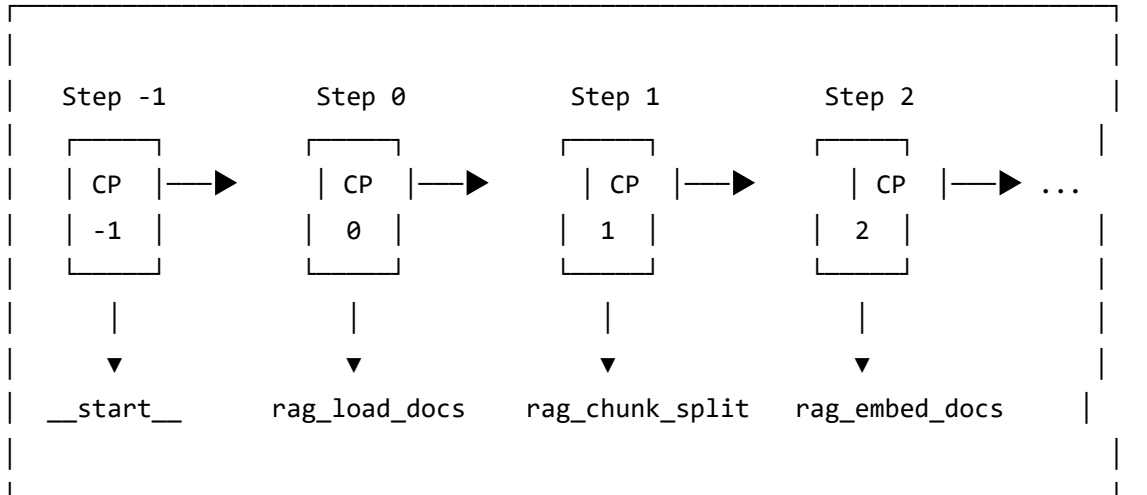 Step -1 Step 0 Step 1 Step 2
CP CP CP CP ...
-1 0 1 2
__start__ rag_load_docs rag_chunk_split rag_embed_docs